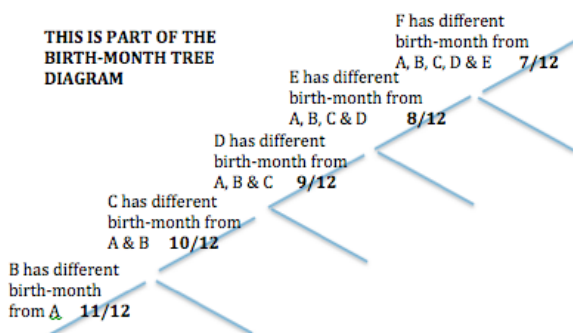 THIS IS PART OF THE
BIRTH-MONTH TREE
DIAGRAM
F has different
birth-month from
A, B, C, D & E 7/12
E has different
birth-month from
A, B, C & D 8/12
D has different
birth-month from
A, B & C 9/12
C has different
birth-month from
A & B 10/12
B has different
birth-month
from A 11/12